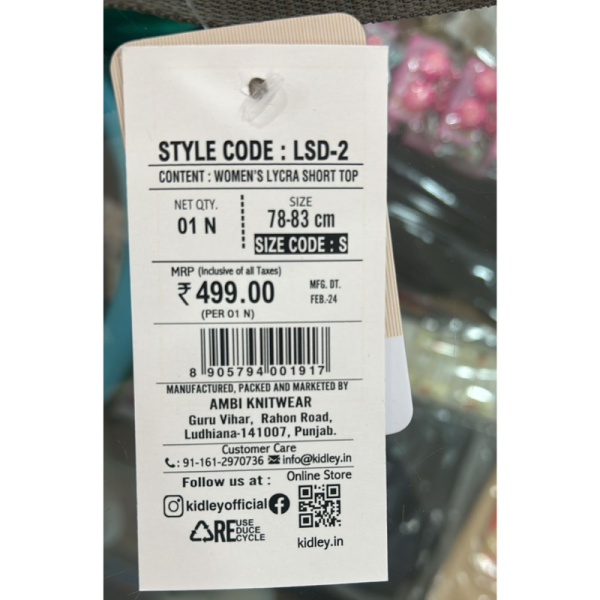 STYLE CODE : LSD-2
CONTENT : WOMEN'S LYCRA SHORT TOP
NET QTY.
01 N
SIZE
78-83 cm
SIZE CODE : S
MRP (Inclusive of all Taxes)
₹ 499.00
(PER 01 N)
MFG. DT.
FEB.-24
8 905794 001917
MANUFACTURED, PACKED AND MARKETED BY
AMBI KNITWEAR
Guru Vihar, Rahon Road,
Ludhiana-141007, Punjab.
Customer Care
: 91-161-2970736 info@kidley.in
Follow us at :
kidleyofficial
Online Store
kidley.in
REUSE
REDUCE
RECYCLE